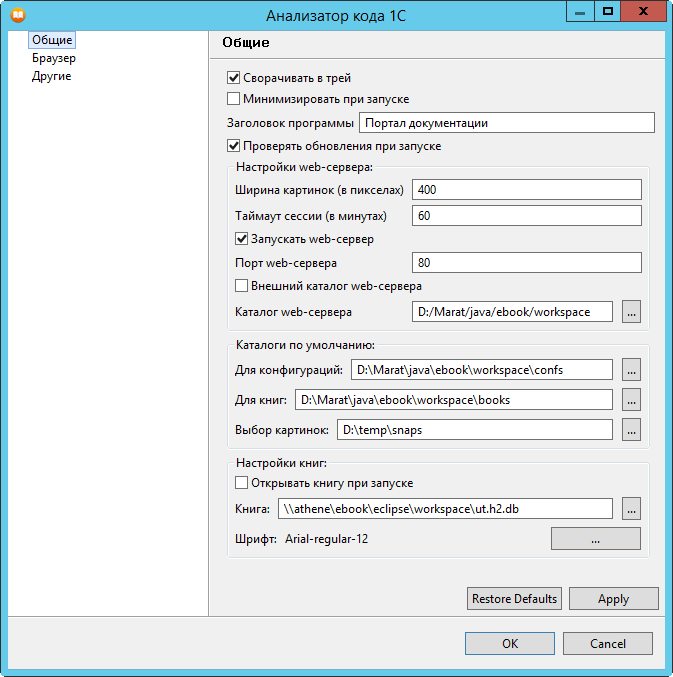 Анализатор кода 1С
Общие
Браузер
Другие
Общие
Сворачивать в трей
Минимизировать при запуске
Заголовок программы Портал документации
Проверять обновления при запуске
Настройки web-сервера:
Ширина картинок (в пикселах) 400
Таймаут сессии (в минутах) 60
Запускать web-сервер
Порт web-сервера 80
Внешний каталог web-сервера
Каталог web-сервера D:/Marat/java/ebook/workspace ...
Каталоги по умолчанию:
Для конфигураций: D:\Marat\java\ebook\workspace\confs ...
Для книг: D:\Marat\java\ebook\workspace\books ...
Выбор картинок: D:\temp\snaps ...
Настройки книг:
Открывать книгу при запуске
Книга: \\athene\ebook\eclipse\workspace\ut.h2.db ...
Шрифт: Arial-regular-12 ...
Restore Defaults Apply
OK Cancel